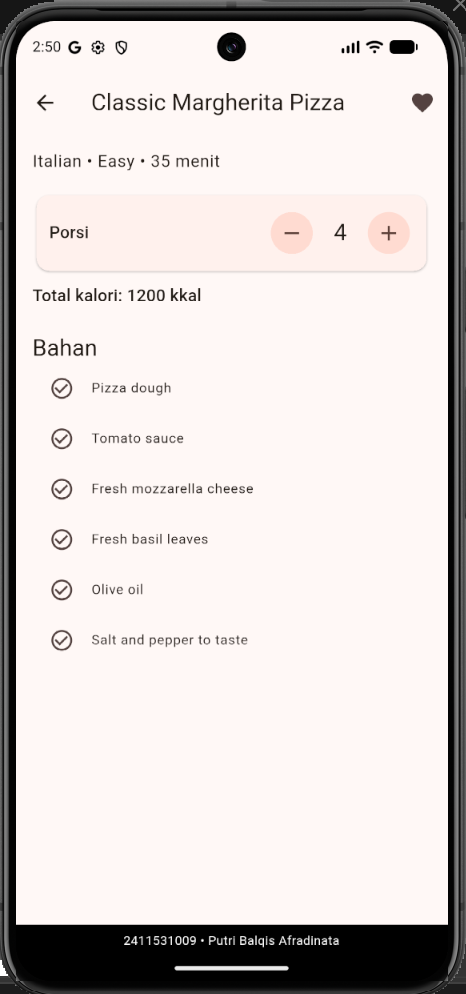 2:50 G
Classic Margherita Pizza
Italian • Easy • 35 menit
Porsi − 4 +
Total kalori: 1200 kkal
Bahan
Pizza dough
Tomato sauce
Fresh mozzarella cheese
Fresh basil leaves
Olive oil
Salt and pepper to taste
2411531009 • Putri Balqis Afradinata